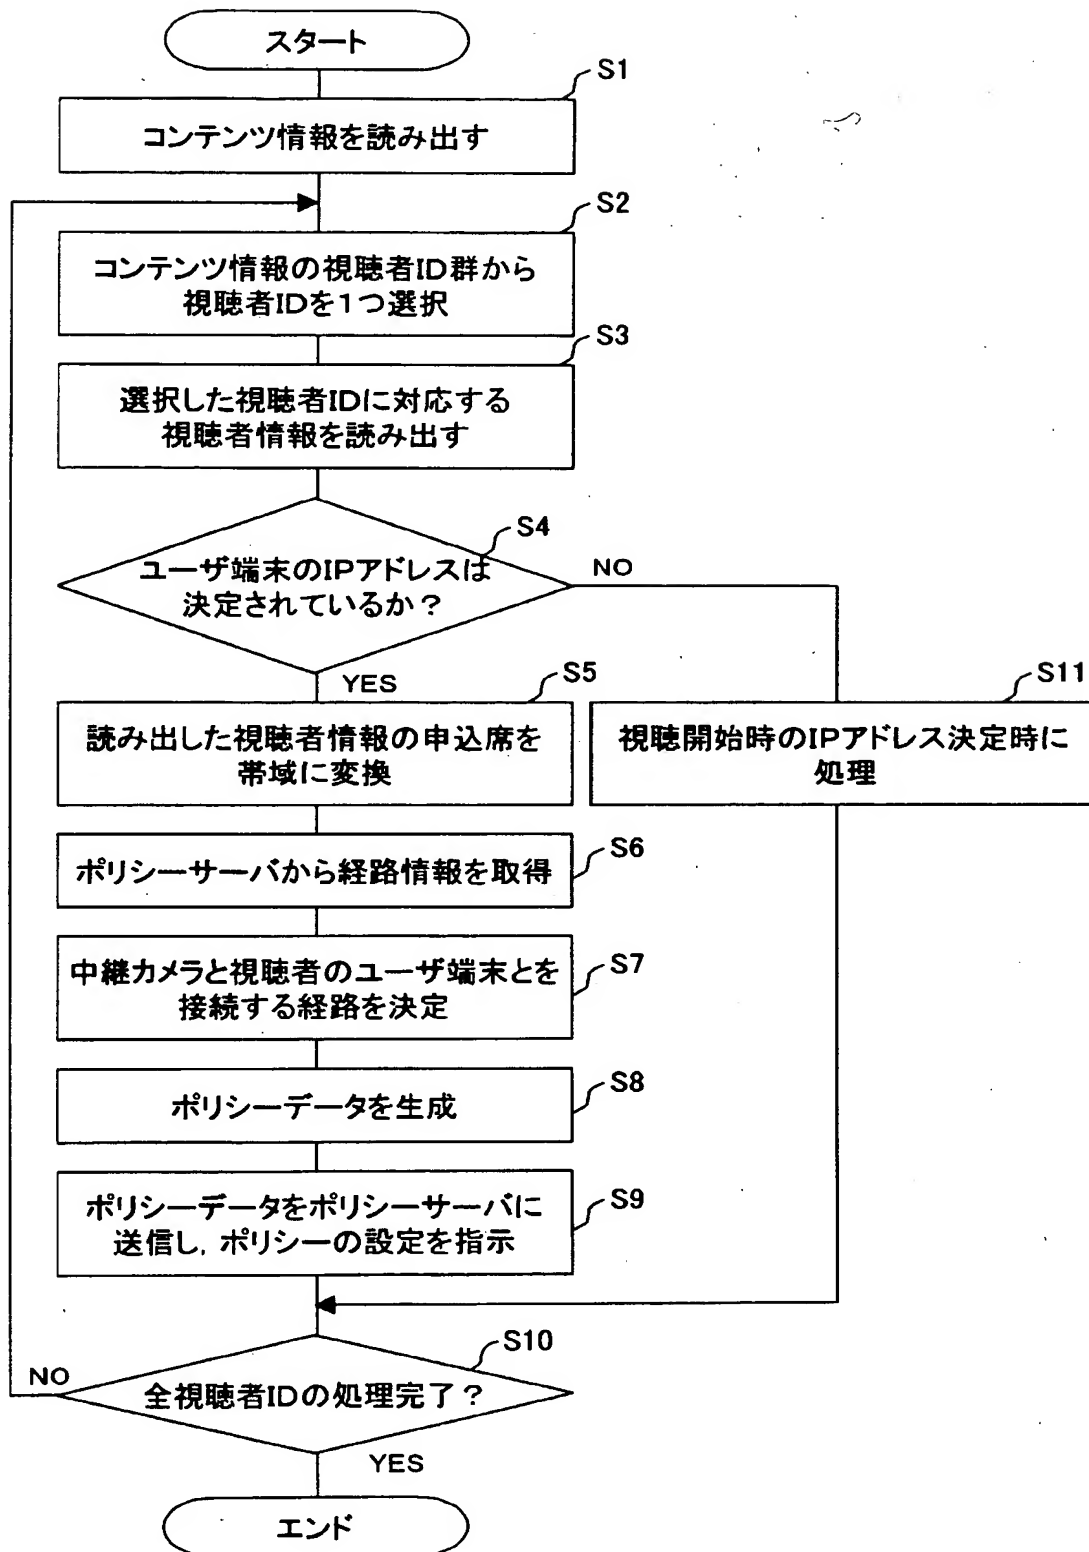 スタート
S1
コンテンツ情報を読み出す
S2
コンテンツ情報の視聴者ID群から
視聴者IDを1つ選択
S3
選択した視聴者IDに対応する
視聴者情報を読み出す
S4
ユーザ端末のIPアドレスは
決定されているか？
NO
YES
S5
読み出した視聴者情報の申込席を
帯域に変換
S11
視聴開始時のIPアドレス決定時に
処理
S6
ポリシーサーバから経路情報を取得
S7
中継カメラと視聴者のユーザ端末とを
接続する経路を決定
S8
ポリシーデータを生成
S9
ポリシーデータをポリシーサーバに
送信し，ポリシーの設定を指示
S10
NO
全視聴者IDの処理完了？
YES
エンド